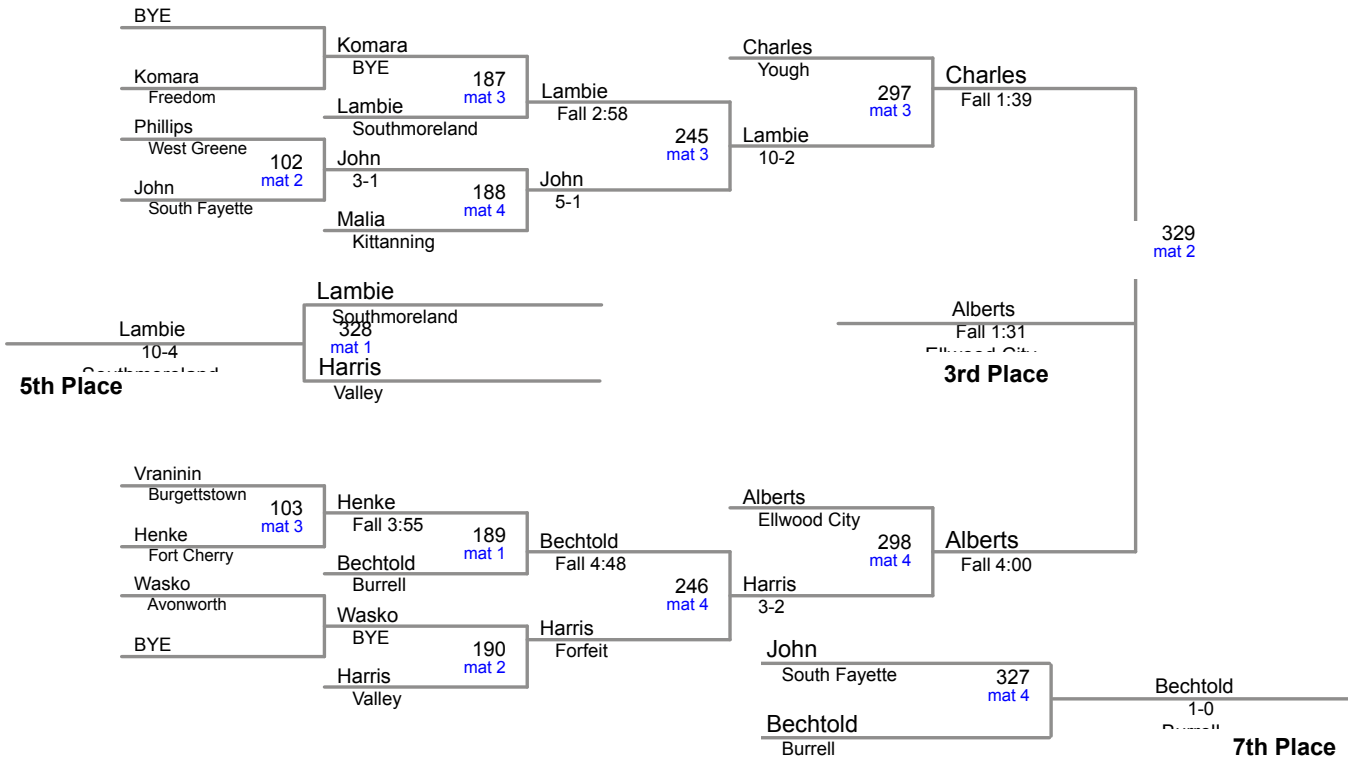 BYE
Komara
BYE
Komara
Freedom
187
mat 3
Lambie
Southmoreland
Lambie
Fall 2:58
Phillips
West Greene
102
mat 2
John
South Fayette
John
3-1
188
mat 4
Malia
Kittanning
John
5-1
245
mat 3
Lambie
10-2
Charles
Yough
297
mat 3
Charles
Fall 1:39
329
mat 2
Lambie
Southmoreland
328
mat 1
Harris
Valley
Lambie
10-4
5th Place
Alberts
Fall 1:31
3rd Place
Vraninin
Burgettstown
103
mat 3
Henke
Fort Cherry
Henke
Fall 3:55
189
mat 1
Bechtold
Burrell
Bechtold
Fall 4:48
Wasko
Avonworth
BYE
Wasko
BYE
190
mat 2
Harris
Valley
Harris
Forfeit
246
mat 4
Harris
3-2
Alberts
Ellwood City
298
mat 4
Alberts
Fall 4:00
John
South Fayette
327
mat 4
Bechtold
Burrell
Bechtold
1-0
7th Place